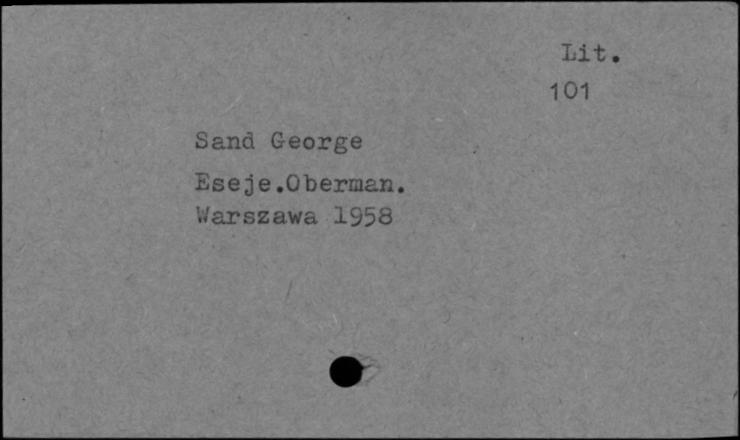 Lit.
101
Sand George
Eseje.Oberman.
Warszawa 1958